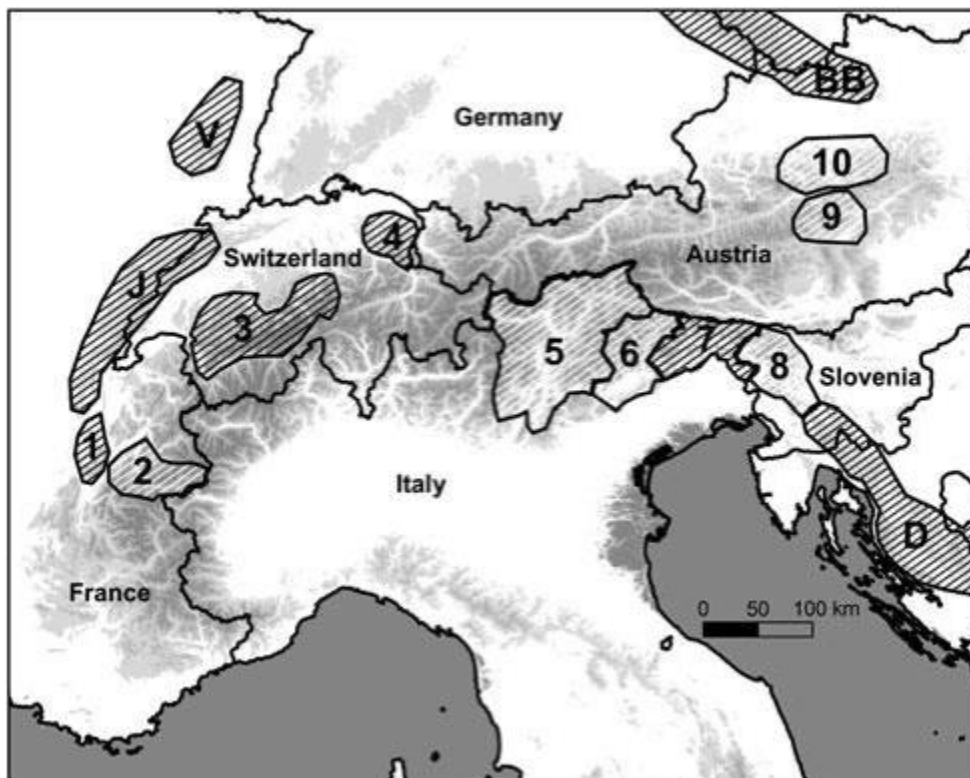 BB
V
Germany
10
9
4
Switzerland
Austria
J
3
7
5
6
8
Slovenia
1
2
Italy
D
France
0 50 100 km